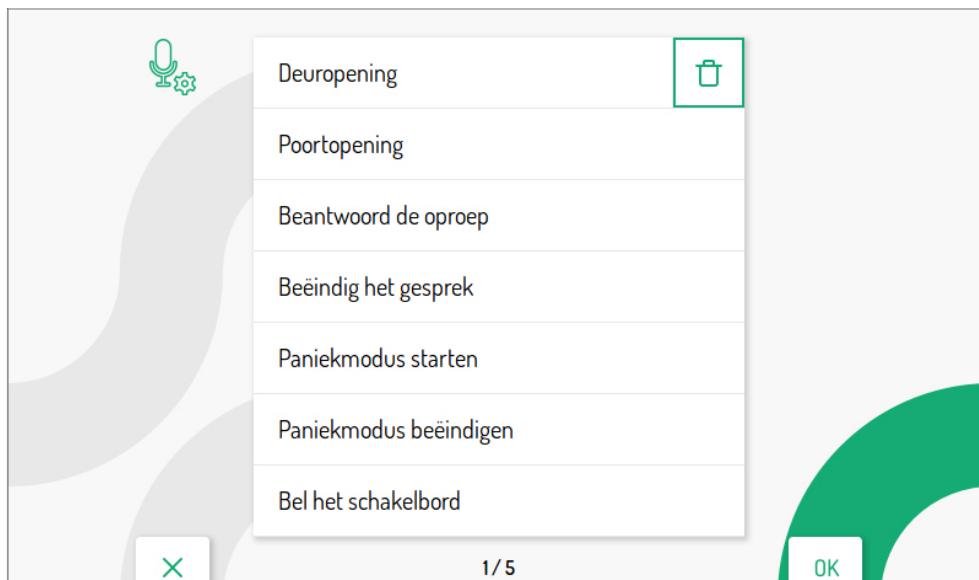 Deuropening
Poortopening
Beantwoord de oproep
Beëindig het gesprek
Paniekmodus starten
Paniekmodus beëindigen
Bel het schakelbord
1/5
OK